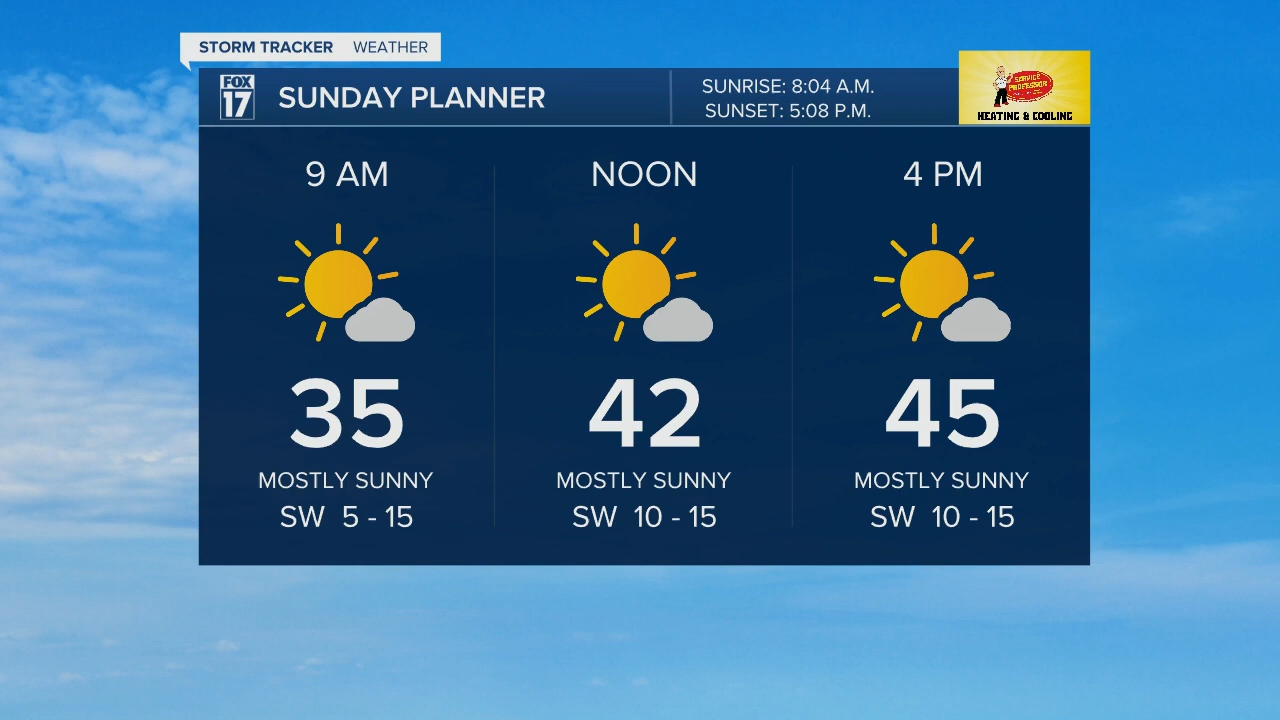 STORM TRACKER WEATHER
FOX
17
SUNDAY PLANNER
SUNRISE: 8:04 A.M.
SUNSET: 5:08 P.M.
SERVICE
PROFESSOR
HEATING & COOLING
9 AM
35
MOSTLY SUNNY
SW 5 - 15
NOON
42
MOSTLY SUNNY
SW 10 - 15
4 PM
45
MOSTLY SUNNY
SW 10 - 15